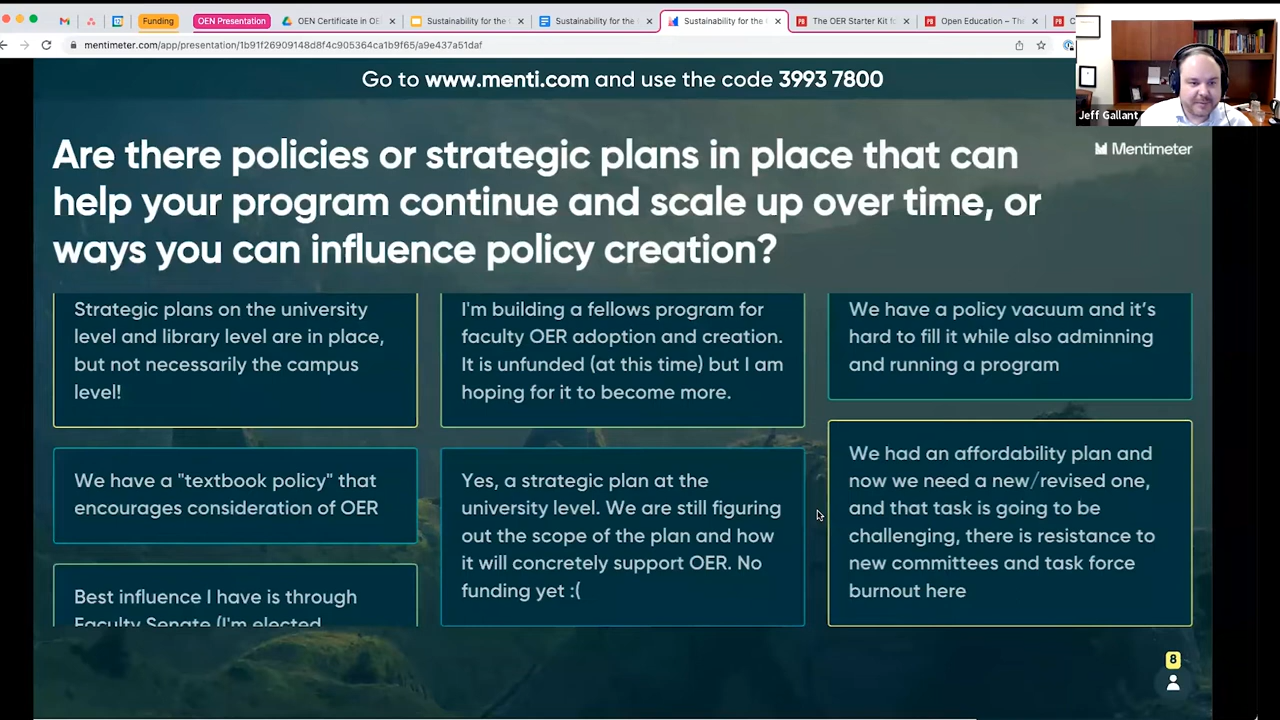 Funding
OEN Presentation
OEN Certificate in OE
Sustainability for the
Sustainability for the
Sustainability for the
The OER Starter Kit fo
Open Education – The
mentimeter.com/app/presentation/1b91f26909148d8f4c905364ca1b9f65/a9e437a51daf
Go to www.menti.com and use the code 3993 7800
Jeff Gallant
Mentimeter
Are there policies or strategic plans in place that can
help your program continue and scale up over time, or
ways you can influence policy creation?
Strategic plans on the university
level and library level are in place,
but not necessarily the campus
level!
We have a "textbook policy" that
encourages consideration of OER
Best influence I have is through
Faculty Senate (I'm elected
I'm building a fellows program for
faculty OER adoption and creation.
It is unfunded (at this time) but I am
hoping for it to become more.
Yes, a strategic plan at the
university level. We are still figuring
out the scope of the plan and how
it will concretely support OER. No
funding yet :(
We have a policy vacuum and it's
hard to fill it while also adminning
and running a program
We had an affordability plan and
now we need a new/revised one,
and that task is going to be
challenging, there is resistance to
new committees and task force
burnout here
8